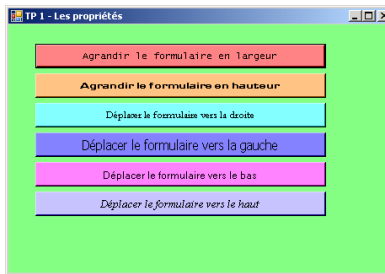 TP 1 - Les propriétés
Agrandir le formulaire en largeur
Agrandir le formulaire en hauteur
Déplacer le formulaire vers la droite
Déplacer le formulaire vers la gauche
Déplacer le formulaire vers le bas
Déplacer le formulaire vers le haut